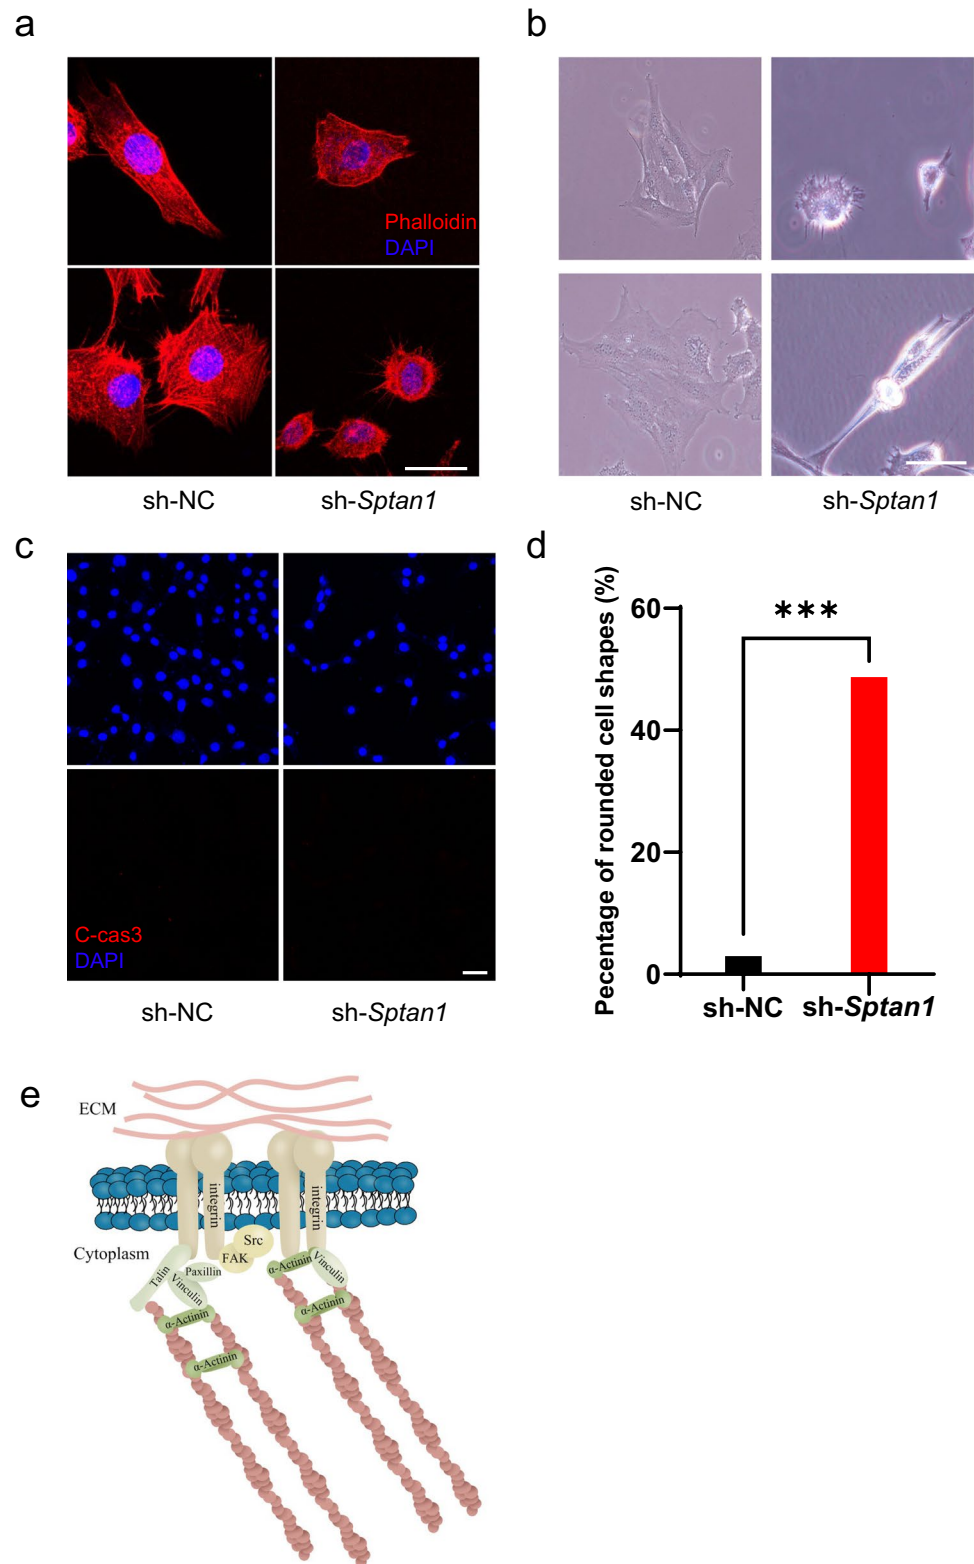 a
Phalloidin
DAPI
sh-NC
sh-Sptan1
b
sh-NC
sh-Sptan1
c
C-cas3
DAPI
sh-NC
sh-Sptan1
d
Pecentage of rounded cell shapes (%)
60
40
20
0
***
sh-NC
sh-Sptan1
e
ECM
integrin
integrin
Cytoplasm
Talin
Paxillin
Vinculin
FAK
Src
α-Actinin
α-Actinin
α-Actinin
Vinculin
α-Actinin